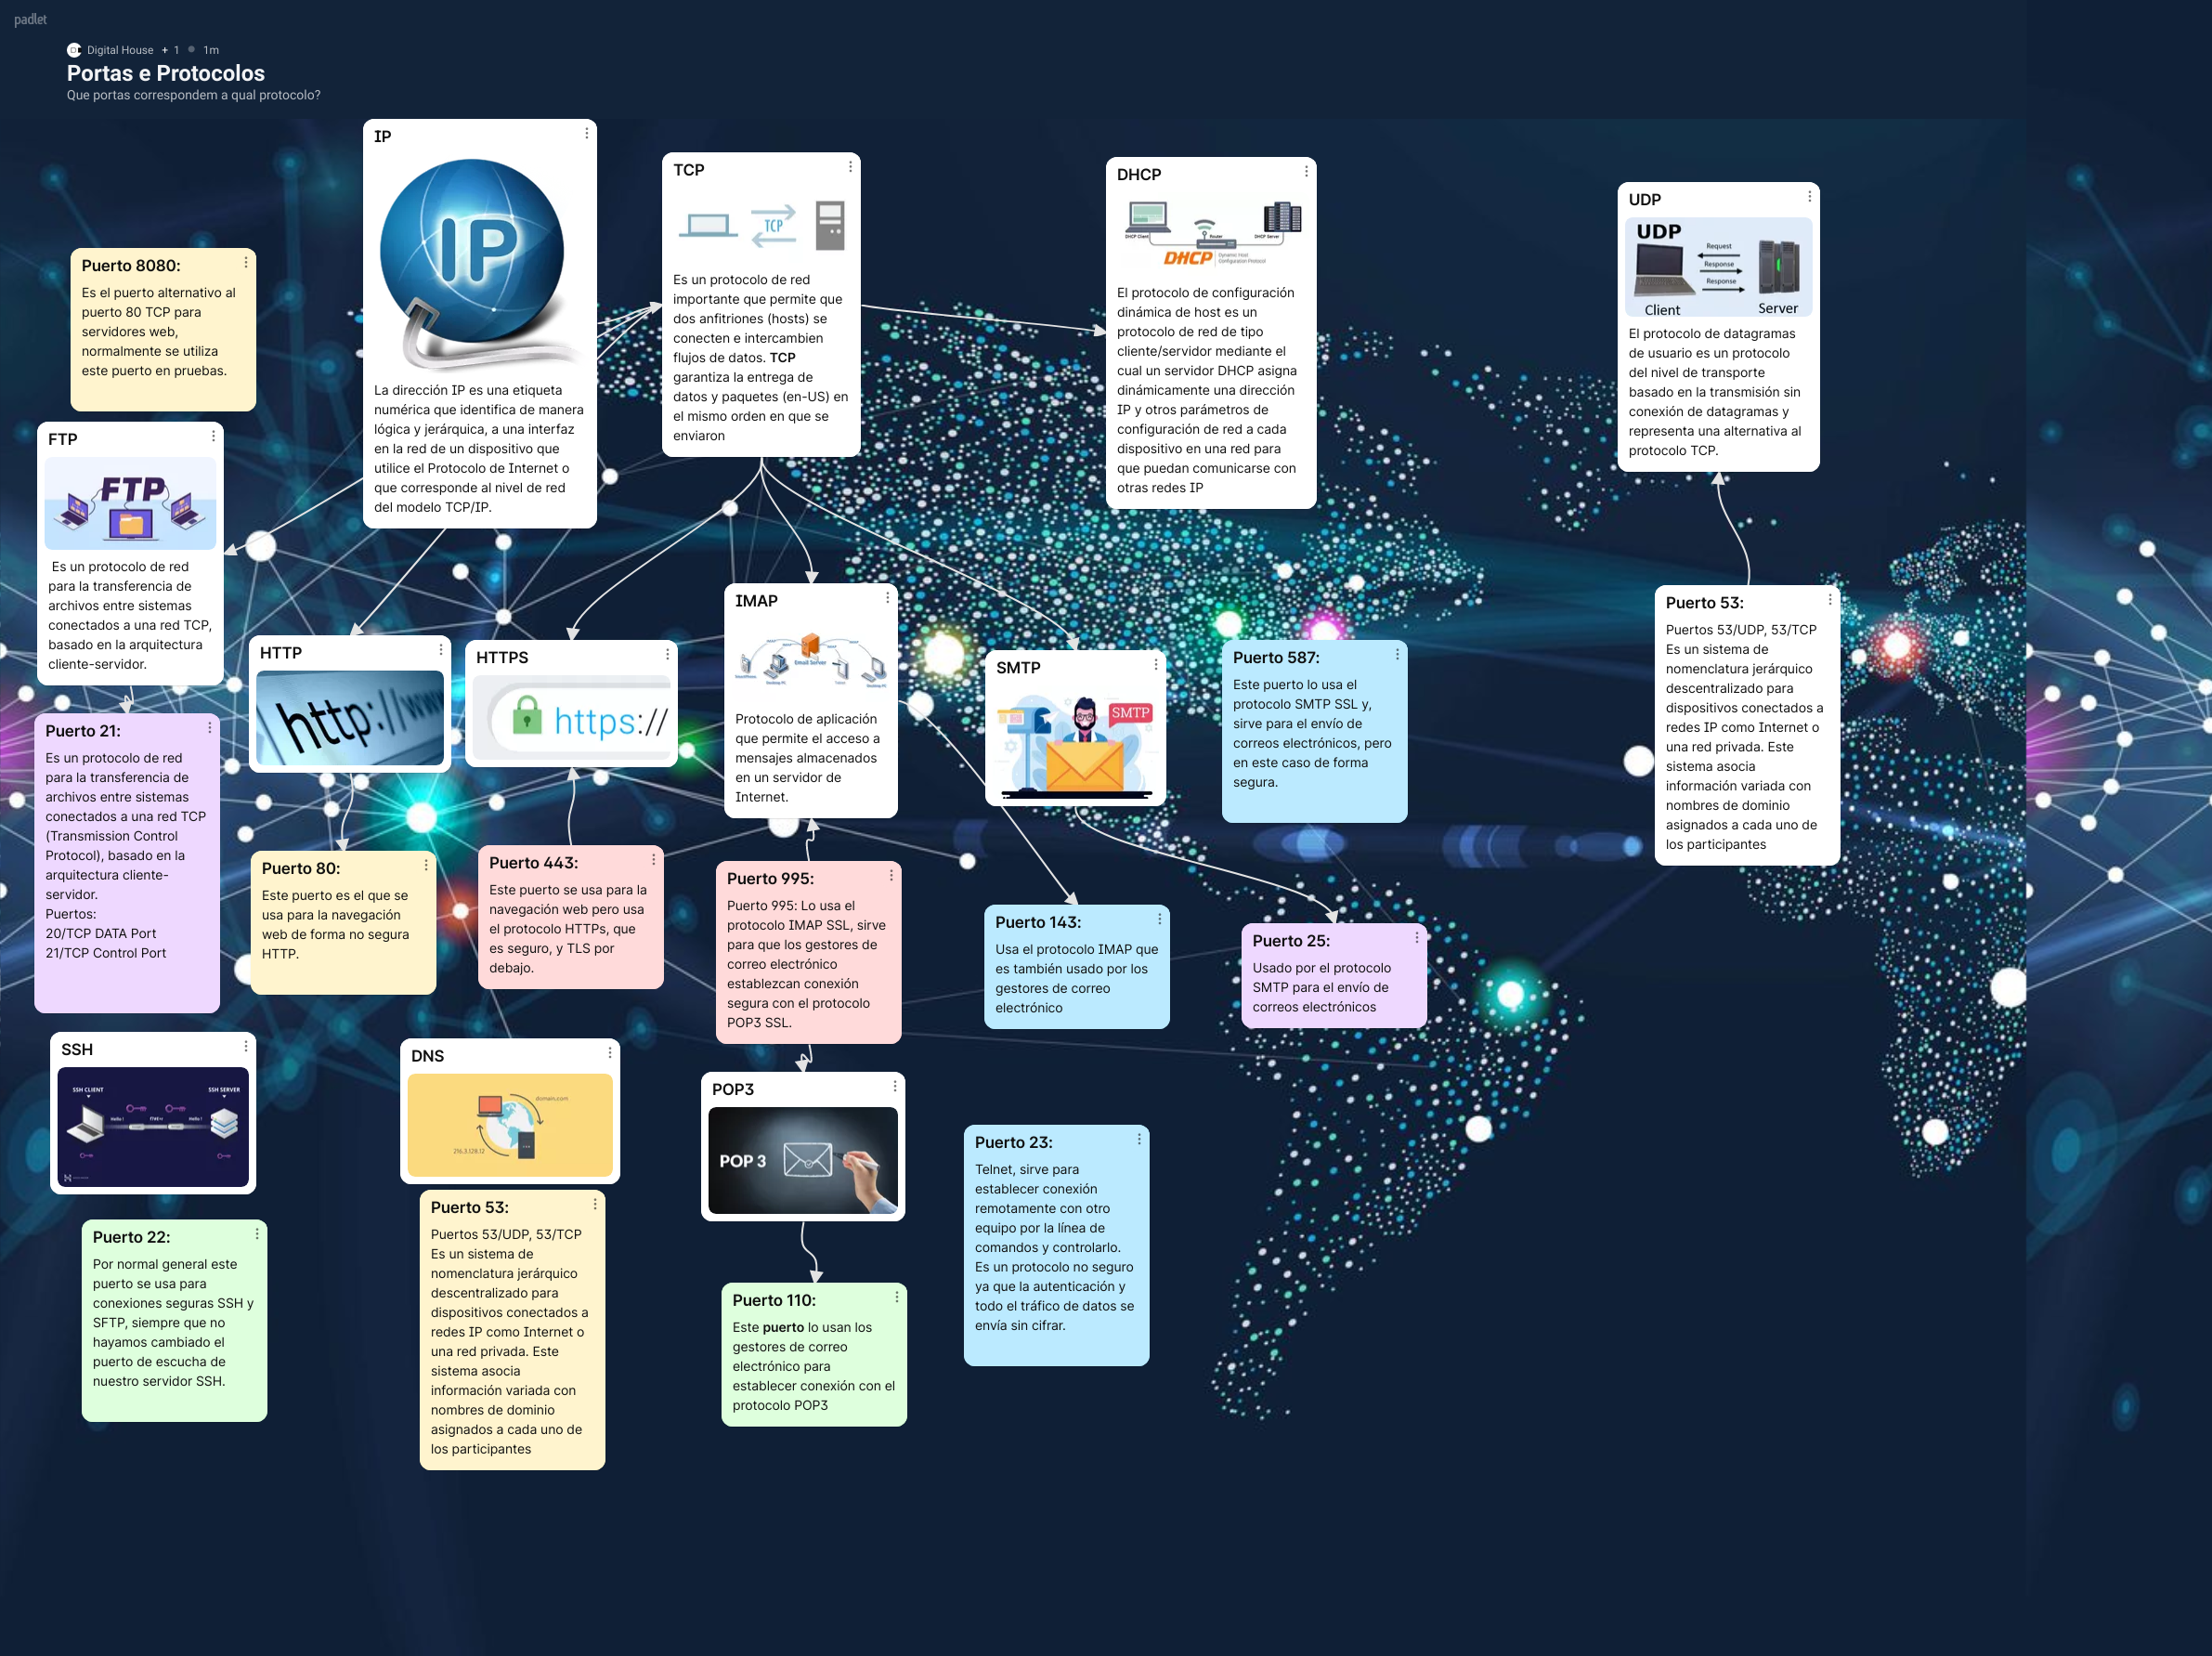 padlet
Digital House + 1 • 1m
Portas e Protocolos
Que portas correspondem a qual protocolo?
IP
IP
La dirección IP es una etiqueta
numérica que identifica de manera
lógica y jerárquica, a una interfaz
en la red de un dispositivo que
utilice el Protocolo de Internet o
que corresponde al nivel de red
del modelo TCP/IP.
TCP
TCP
Es un protocolo de red
importante que permite que
dos anfitriones (hosts) se
conecten e intercambien
flujos de datos. TCP
garantiza la entrega de
datos y paquetes (en-US) en
el mismo orden en que se
enviaron
DHCP
DHCP Client
Router
DHCP Server
DHCP
Dynamic Host
Configuration Protocol
El protocolo de configuración
dinámica de host es un
protocolo de red de tipo
cliente/servidor mediante el
cual un servidor DHCP asigna
dinámicamente una dirección
IP y otros parámetros de
configuración de red a cada
dispositivo en una red para
que puedan comunicarse con
otras redes IP
UDP
UDP
Request
Response
Response
Client
Server
El protocolo de datagramas
de usuario es un protocolo
del nivel de transporte
basado en la transmisión sin
conexión de datagramas y
representa una alternativa al
protocolo TCP.
Puerto 8080:
Es el puerto alternativo al
puerto 80 TCP para
servidores web,
normalmente se utiliza
este puerto en pruebas.
FTP
FTP
Es un protocolo de red
para la transferencia de
archivos entre sistemas
conectados a una red TCP,
basado en la arquitectura
cliente-servidor.
HTTP
http://www
HTTPS
https://
IMAP
Email Server
Protocolo de aplicación
que permite el acceso a
mensajes almacenados
en un servidor de
Internet.
SMTP
SMTP
Puerto 587:
Este puerto lo usa el
protocolo SMTP SSL y,
sirve para el envío de
correos electrónicos, pero
en este caso de forma
segura.
Puerto 53:
Puertos 53/UDP, 53/TCP
Es un sistema de
nomenclatura jerárquico
descentralizado para
dispositivos conectados a
redes IP como Internet o
una red privada. Este
sistema asocia
información variada con
nombres de dominio
asignados a cada uno de
los participantes
Puerto 21:
Es un protocolo de red
para la transferencia de
archivos entre sistemas
conectados a una red TCP
(Transmission Control
Protocol), basado en la
arquitectura cliente-
servidor.
Puertos:
20/TCP DATA Port
21/TCP Control Port
Puerto 80:
Este puerto es el que se
usa para la navegación
web de forma no segura
HTTP.
Puerto 443:
Este puerto se usa para la
navegación web pero usa
el protocolo HTTPs, que
es seguro, y TLS por
debajo.
Puerto 995:
Puerto 995: Lo usa el
protocolo IMAP SSL, sirve
para que los gestores de
correo electrónico
establezcan conexión
segura con el protocolo
POP3 SSL.
Puerto 143:
Usa el protocolo IMAP que
es también usado por los
gestores de correo
electrónico
Puerto 25:
Usado por el protocolo
SMTP para el envío de
correos electrónicos
SSH
SSH CLIENT
SSH SERVER
Hello !
Hello !
DNS
domain.com
216.3.128.12
POP3
POP 3
Puerto 23:
Telnet, sirve para
establecer conexión
remotamente con otro
equipo por la línea de
comandos y controlarlo.
Es un protocolo no seguro
ya que la autenticación y
todo el tráfico de datos se
envía sin cifrar.
Puerto 22:
Por normal general este
puerto se usa para
conexiones seguras SSH y
SFTP, siempre que no
hayamos cambiado el
puerto de escucha de
nuestro servidor SSH.
Puerto 53:
Puertos 53/UDP, 53/TCP
Es un sistema de
nomenclatura jerárquico
descentralizado para
dispositivos conectados a
redes IP como Internet o
una red privada. Este
sistema asocia
información variada con
nombres de dominio
asignados a cada uno de
los participantes
Puerto 110:
Este puerto lo usan los
gestores de correo
electrónico para
establecer conexión con el
protocolo POP3